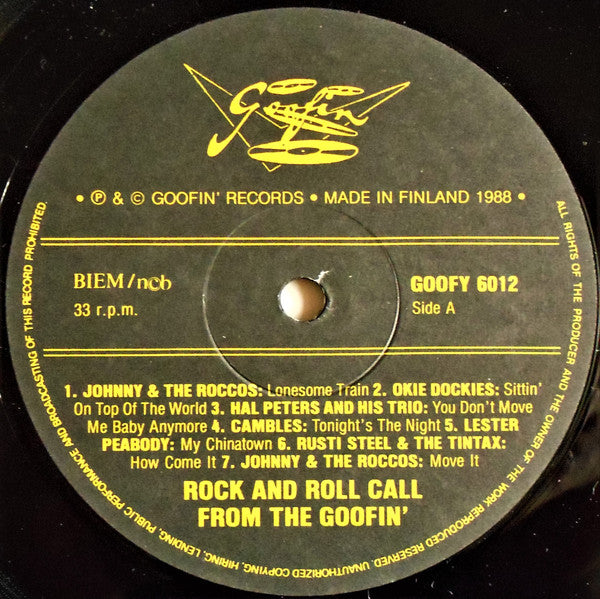 Goofin'
• ℗ & © GOOFIN' RECORDS • MADE IN FINLAND 1988 •
BIEM/ncb
GOOFY 6012
33 r.p.m.
Side A
1. JOHNNY & THE ROCCOS: Lonesome Train 2. OKIE DOCKIES: Sittin'
On Top Of The World 3. HAL PETERS AND HIS TRIO: You Don't Move
Me Baby Anymore 4. CAMBLES: Tonight's The Night 5. LESTER
PEABODY: My Chinatown 6. RUSTI STEEL & THE TINTAX:
How Come It 7. JOHNNY & THE ROCCOS: Move It
ROCK AND ROLL CALL
FROM THE GOOFIN'
ALL RIGHTS OF THE PRODUCER AND THE OWNER OF THE WORK REPRODUCED RESERVED. UNAUTHORIZED COPYING, HIRING, LENDING, PUBLIC PERFORMANCE AND BROADCASTING OF THIS RECORD PROHIBITED.